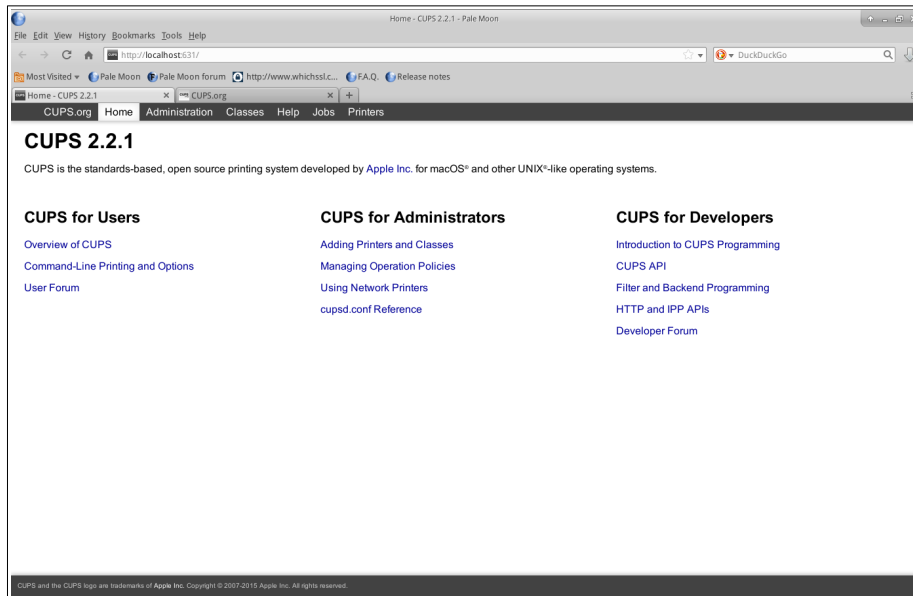 Home - CUPS 2.2.1 - Pale Moon
File Edit View History Bookmarks Tools Help
http://localhost:631/
DuckDuckGo
Most Visited Pale Moon Pale Moon forum http://www.whichssl.c... F.A.Q. Release notes
Home - CUPS 2.2.1 CUPS.org
CUPS.org Home Administration Classes Help Jobs Printers
CUPS 2.2.1
CUPS is the standards-based, open source printing system developed by Apple Inc. for macOS® and other UNIX®-like operating systems.
CUPS for Users
Overview of CUPS
Command-Line Printing and Options
User Forum
CUPS for Administrators
Adding Printers and Classes
Managing Operation Policies
Using Network Printers
cupsd.conf Reference
CUPS for Developers
Introduction to CUPS Programming
CUPS API
Filter and Backend Programming
HTTP and IPP APIs
Developer Forum
CUPS and the CUPS logo are trademarks of Apple Inc. Copyright © 2007-2015 Apple Inc. All rights reserved.